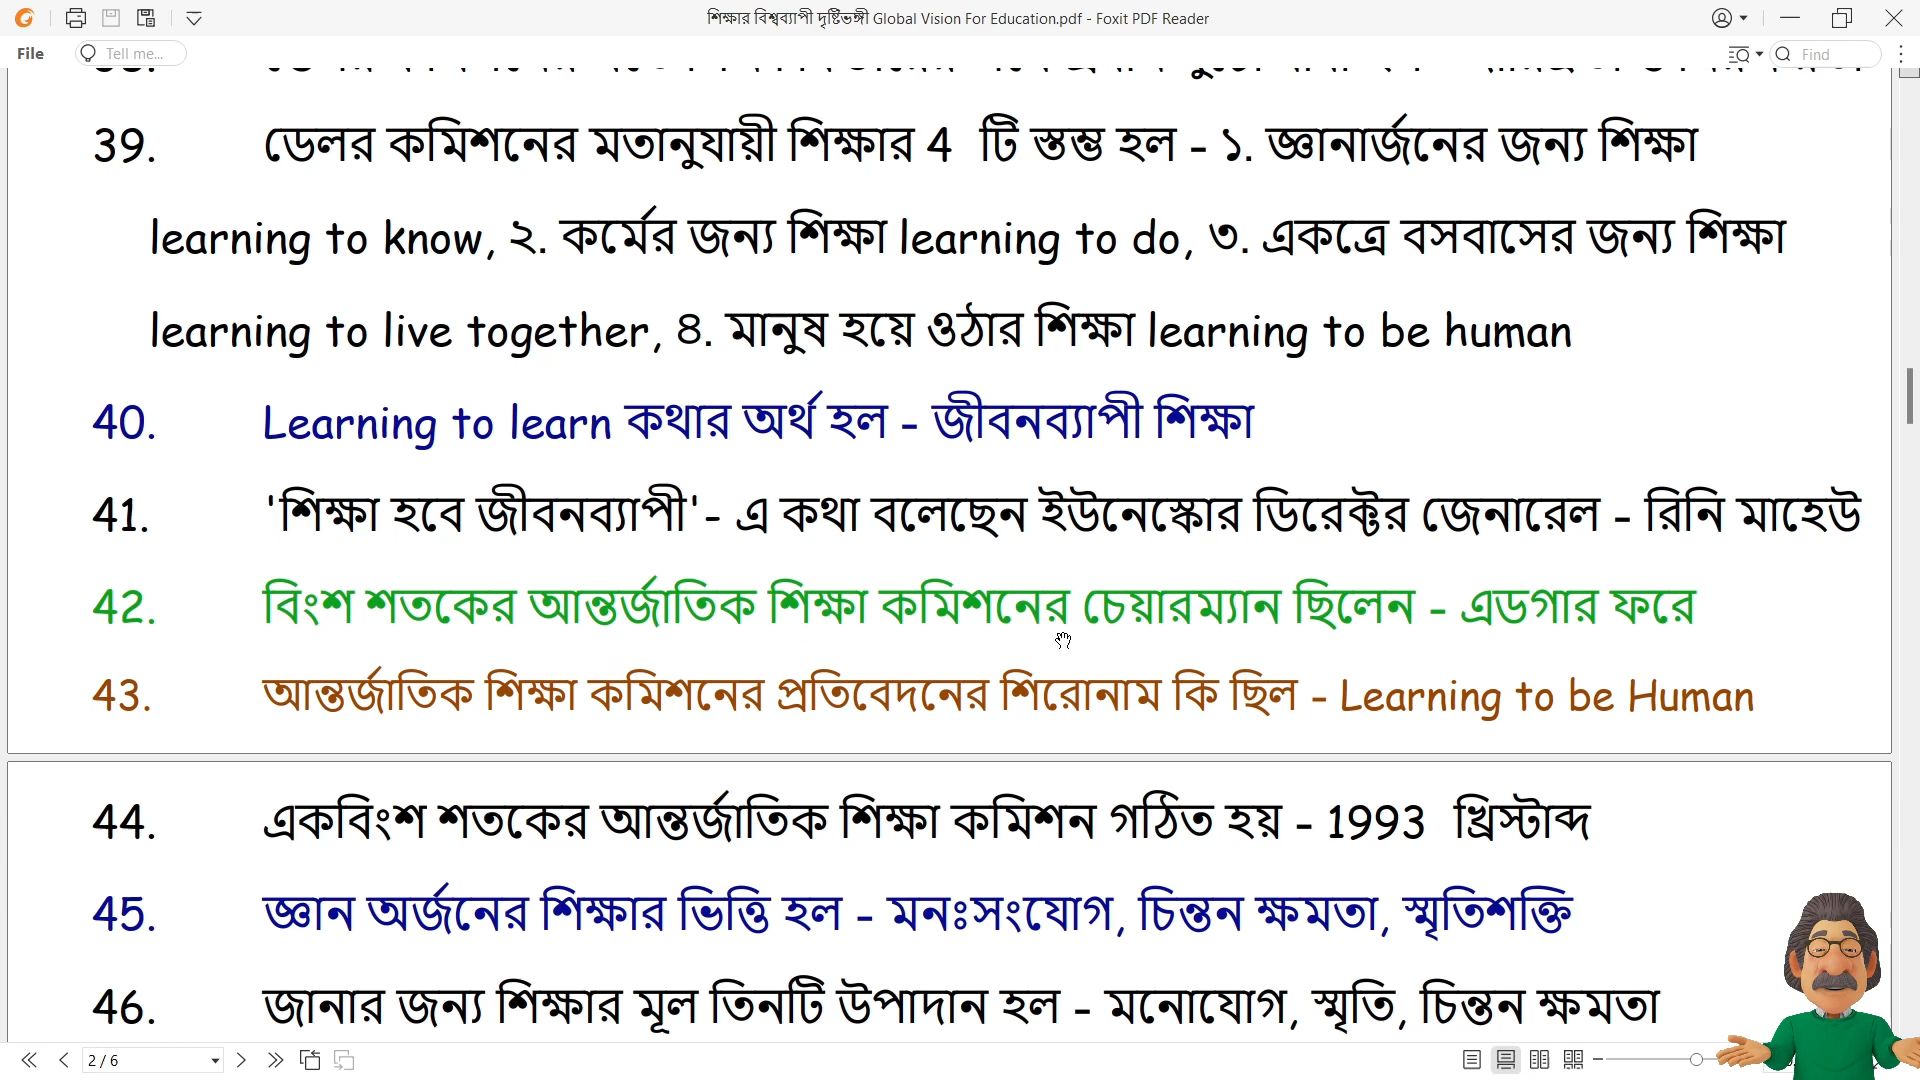 শিক্ষার বিশ্বব্যাপী দৃষ্টিভঙ্গী Global Vision For Education.pdf - Foxit PDF Reader
File Tell me... Find
39. ডেলর কমিশনের মতানুযায়ী শিক্ষার 4 টি স্তম্ভ হল - ১. জ্ঞানার্জনের জন্য শিক্ষা
learning to know, ২. কর্মের জন্য শিক্ষা learning to do, ৩. একত্রে বসবাসের জন্য শিক্ষা
learning to live together, ৪. মানুষ হয়ে ওঠার শিক্ষা learning to be human
40. Learning to learn কথার অর্থ হল - জীবনব্যাপী শিক্ষা
41. 'শিক্ষা হবে জীবনব্যাপী'- এ কথা বলেছেন ইউনেস্কোর ডিরেক্টর জেনারেল - রিনি মাহেউ
42. বিংশ শতকের আন্তর্জাতিক শিক্ষা কমিশনের চেয়ারম্যান ছিলেন - এডগার ফরে
43. আন্তর্জাতিক শিক্ষা কমিশনের প্রতিবেদনের শিরোনাম কি ছিল - Learning to be Human
44. একবিংশ শতকের আন্তর্জাতিক শিক্ষা কমিশন গঠিত হয় - 1993 খ্রিস্টাব্দ
45. জ্ঞান অর্জনের শিক্ষার ভিত্তি হল - মনঃসংযোগ, চিন্তন ক্ষমতা, স্মৃতিশক্তি
46. জানার জন্য শিক্ষার মূল তিনটি উপাদান হল - মনোযোগ, স্মৃতি, চিন্তন ক্ষমতা
2 / 6